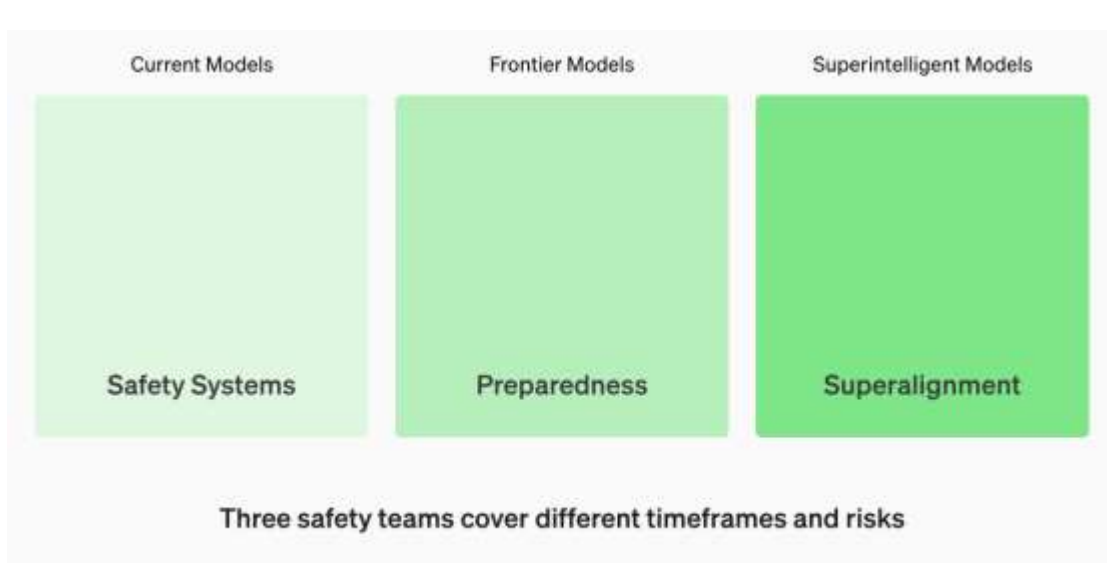 Current Models
Frontier Models
Superintelligent Models
Safety Systems
Preparedness
Superalignment
Three safety teams cover different timeframes and risks